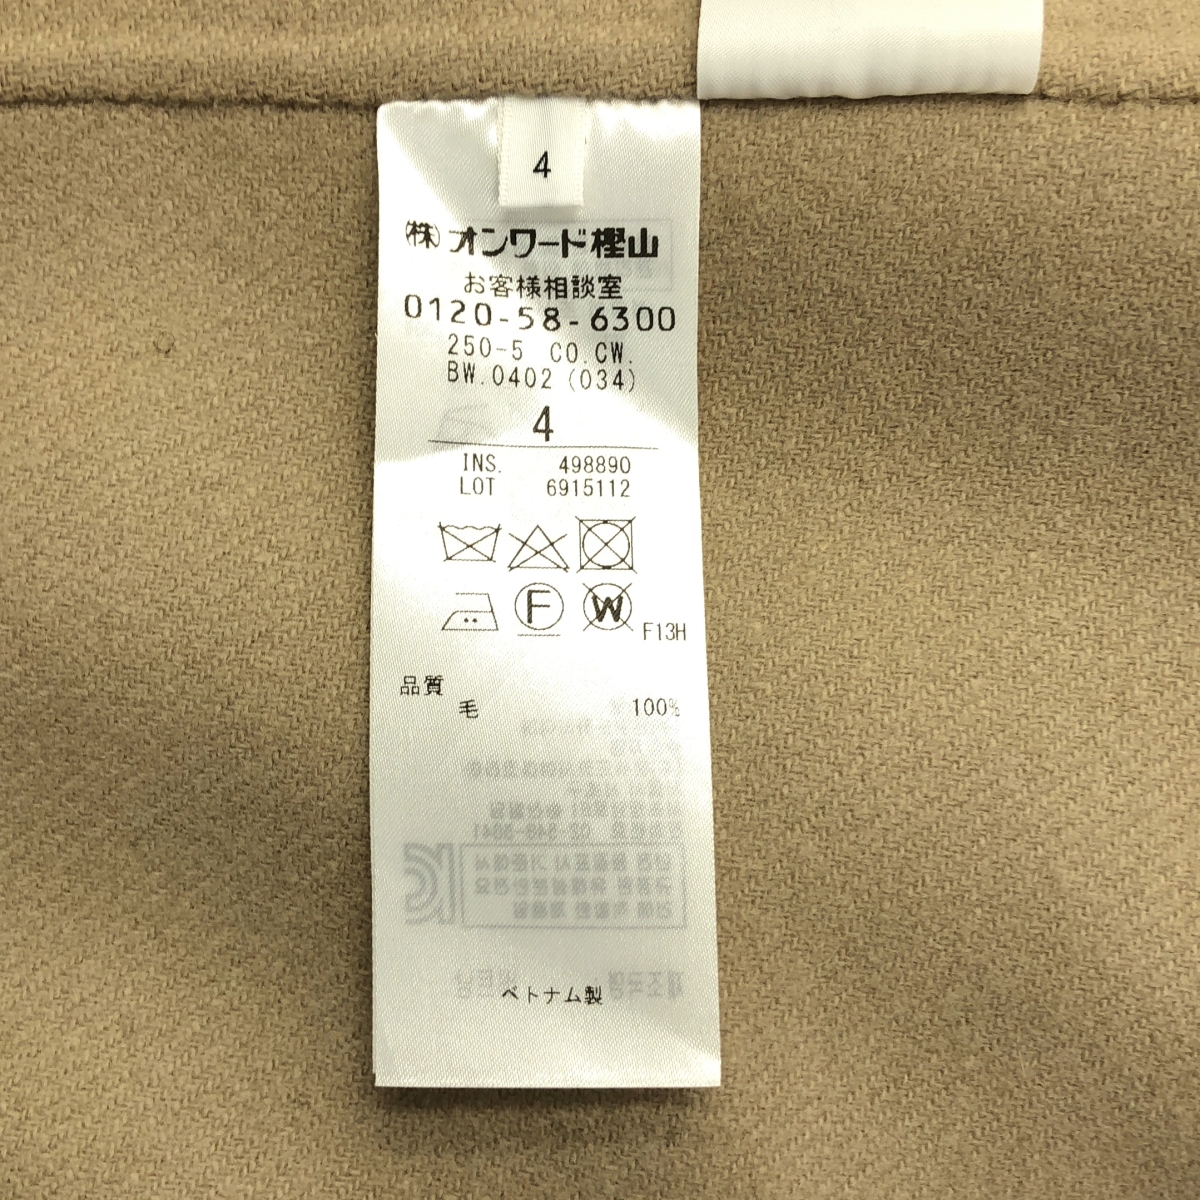 4
(株)オンワード樫山
お客様相談室
0120-58-6300
250-5 CO.CW.
BW.0402 (034)
4
INS. 498890
LOT 6915112
F
W
F13H
品質
毛 100%
ベトナム製